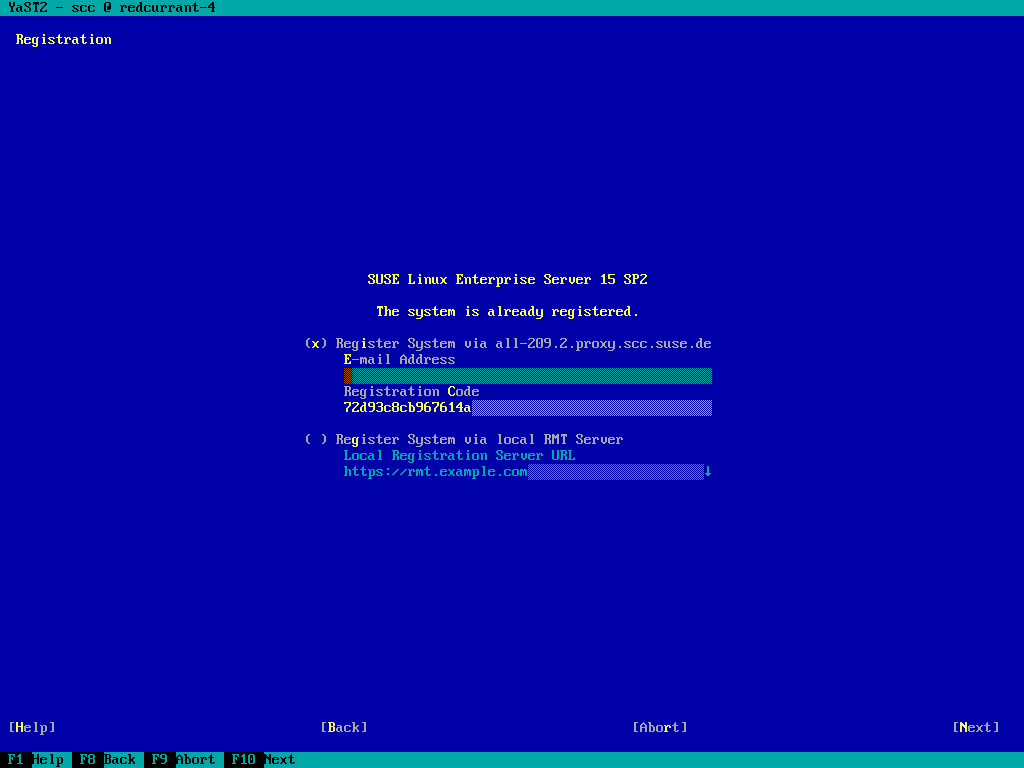 YaST2 - scc @ redcurrant-4
Registration
SUSE Linux Enterprise Server 15 SP2
The system is already registered.
(x) Register System via all-209.2.proxy.scc.suse.de
E-mail Address
Registration Code
72d93c8cb967614a
( ) Register System via local RMT Server
Local Registration Server URL
https://rmt.example.com↓
[Help] [Back] [Abort] [Next]
F1 Help F8 Back F9 Abort F10 Next